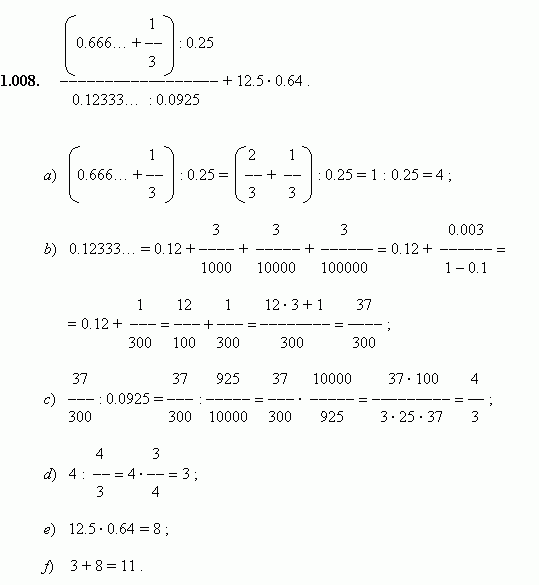 1.008. (0.666… + 1/3) : 0.25
―――――――――――――――― + 12.5 · 0.64 .
0.12333… : 0.0925
a) (0.666… + 1/3) : 0.25 = (2/3 + 1/3) : 0.25 = 1 : 0.25 = 4 ;
b) 0.12333… = 0.12 + 3/1000 + 3/10000 + 3/100000 = 0.12 + 0.003/(1 – 0.1) =
= 0.12 + 1/300 = 12/100 + 1/300 = (12 · 3 + 1)/300 = 37/300 ;
c) 37/300 : 0.0925 = 37/300 : 925/10000 = 37/300 · 10000/925 = (37 · 100)/(3 · 25 · 37) = 4/3 ;
d) 4 : 4/3 = 4 · 3/4 = 3 ;
e) 12.5 · 0.64 = 8 ;
f) 3 + 8 = 11 .